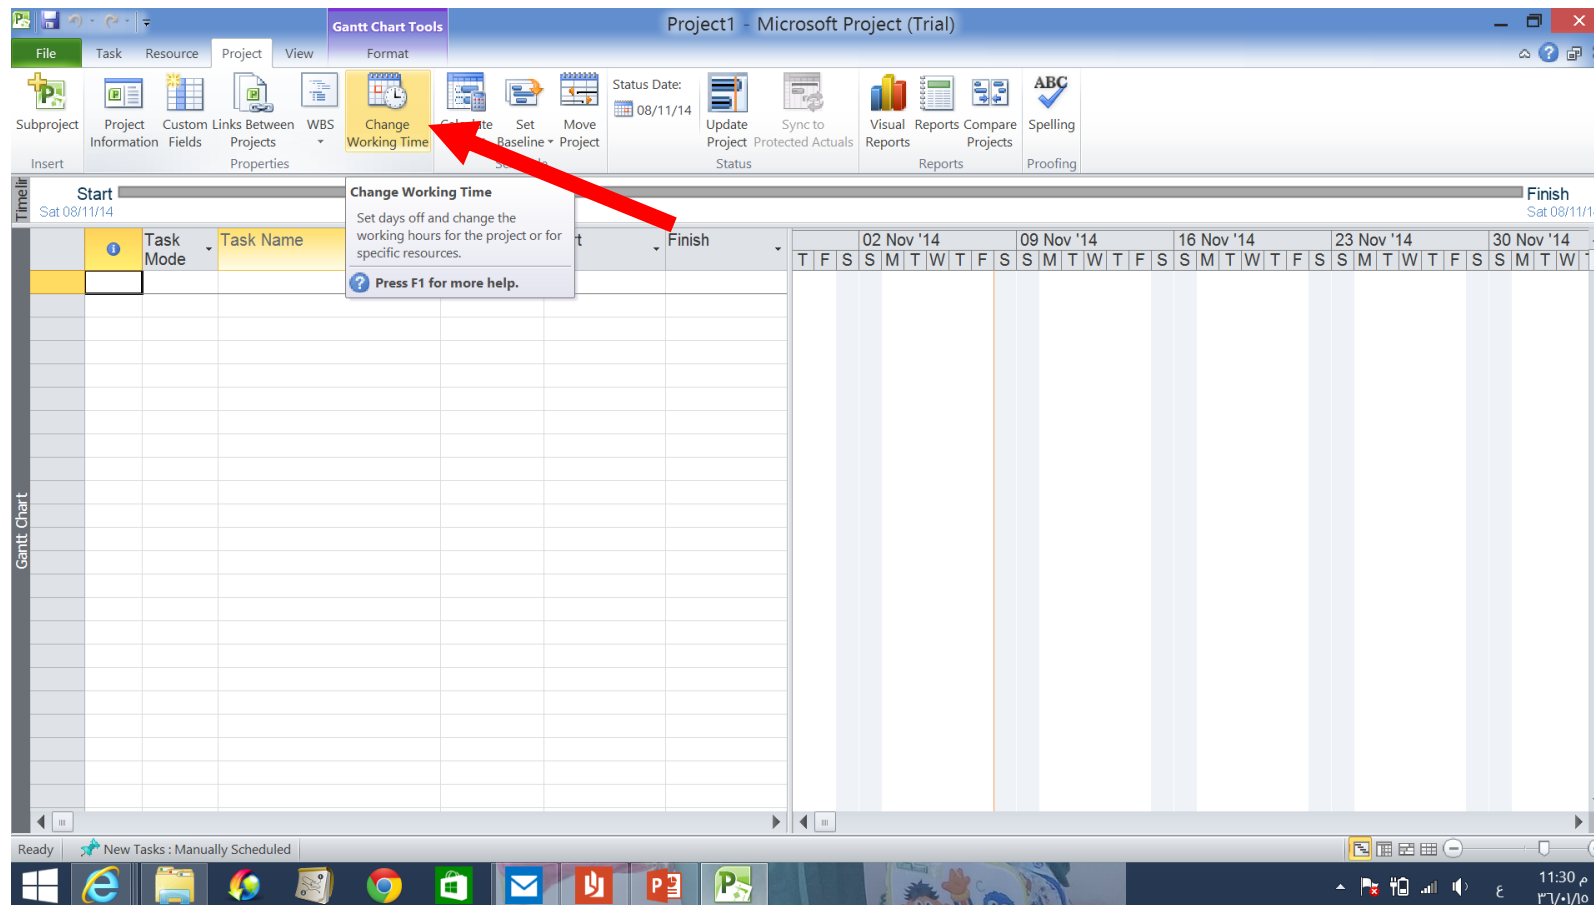 Gantt Chart Tools
Project1 - Microsoft Project (Trial)
File Task Resource Project View Format
Subproject
Project Information
Custom Fields
Links Between Projects
WBS
Change Working Time
Set Baseline
Move Project
Status Date:
08/11/14
Update Project
Sync to Protected Actuals
Visual Reports
Reports
Compare Projects
ABC
Spelling
Insert Properties Status Reports Proofing
Start
Sat 08/11/14
Finish
Change Working Time
Set days off and change the
working hours for the project or for
specific resources.
Press F1 for more help.
Task Mode
Task Name
Finish
02 Nov '14 09 Nov '14 16 Nov '14 23 Nov '14 30 Nov '14
T F S S M T W T F S S M T W T F S S M T W T F S S M T W T F S S M T W
Gantt Chart
Ready New Tasks : Manually Scheduled
ع
11:30 م
٣٦/٠١/١٥